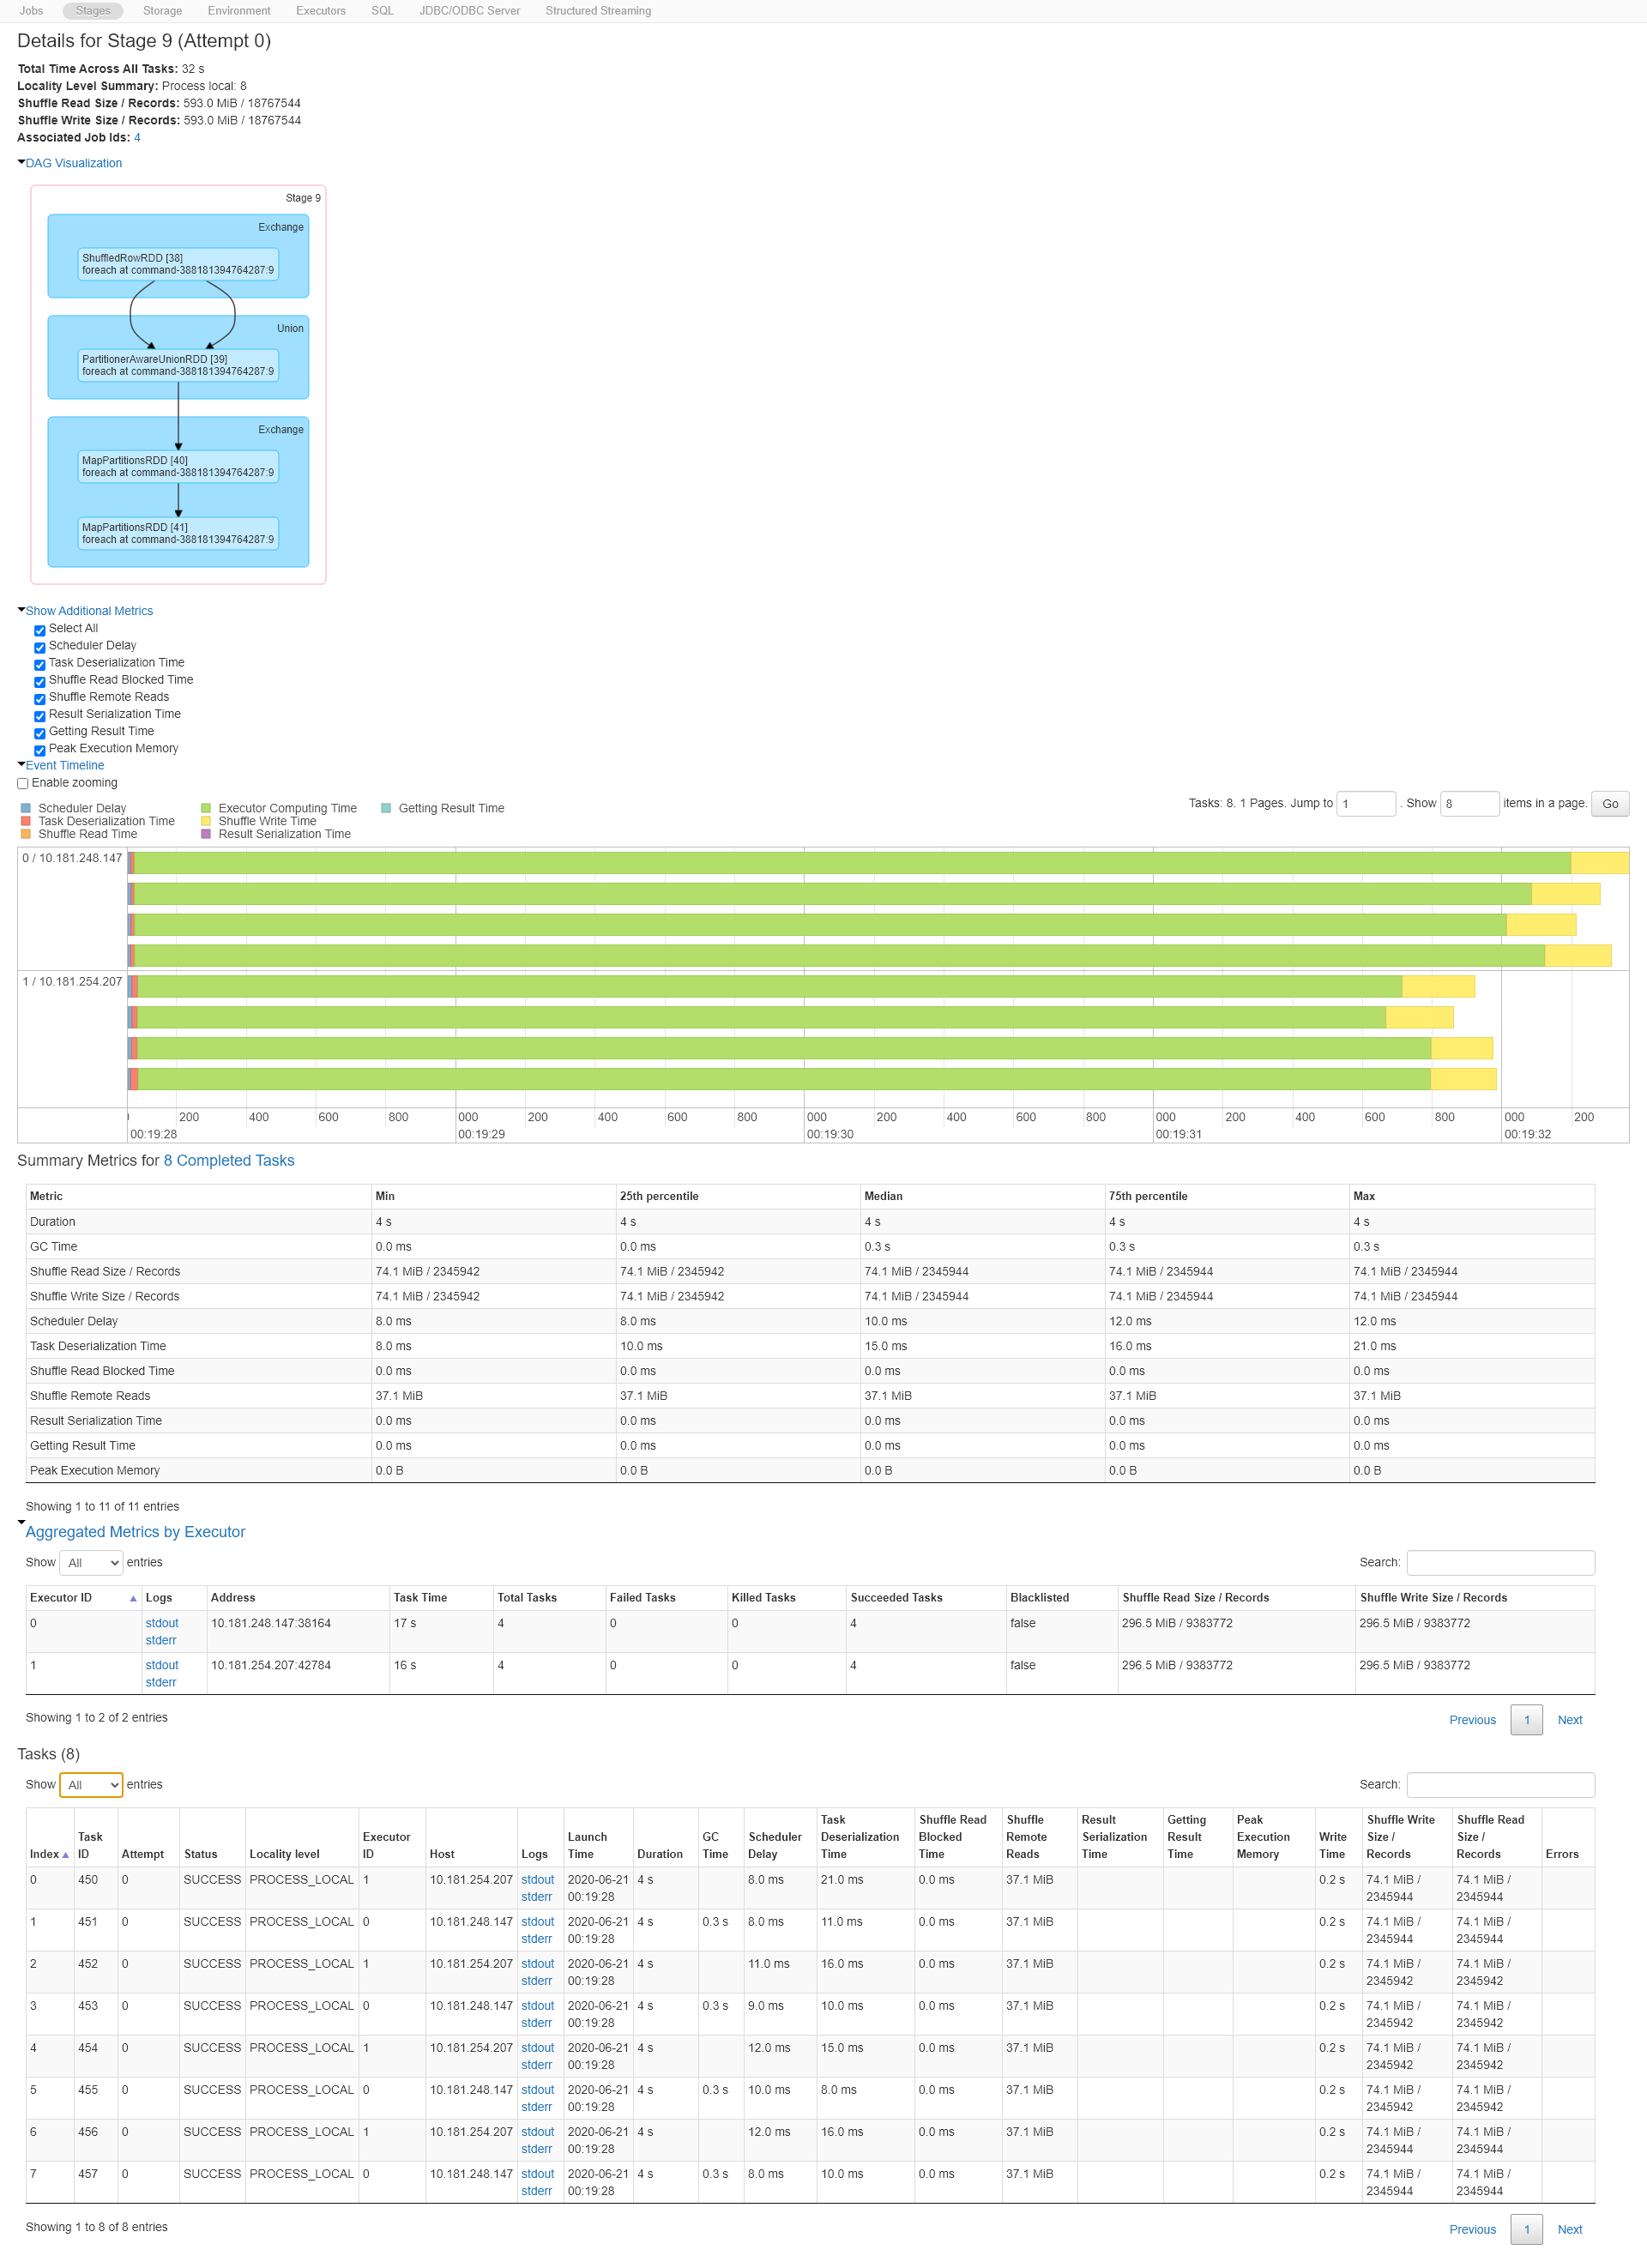 Jobs Stages Storage Environment Executors SQL JDBC/ODBC Server Structured Streaming
Details for Stage 9 (Attempt 0)
Total Time Across All Tasks: 32 s
Locality Level Summary: Process local: 8
Shuffle Read Size / Records: 593.0 MiB / 18767544
Shuffle Write Size / Records: 593.0 MiB / 18767544
Associated Job Ids: 4
DAG Visualization
Stage 9
Exchange
ShuffledRowRDD [38]
foreach at command-388181394764287:9
Union
PartitionerAwareUnionRDD [39]
foreach at command-388181394764287:9
Exchange
MapPartitionsRDD [40]
foreach at command-388181394764287:9
MapPartitionsRDD [41]
foreach at command-388181394764287:9
Show Additional Metrics
Select All
Scheduler Delay
Task Deserialization Time
Shuffle Read Blocked Time
Shuffle Remote Reads
Result Serialization Time
Getting Result Time
Peak Execution Memory
Event Timeline
Enable zooming
Tasks: 8. 1 Pages. Jump to 1 . Show 8 items in a page. Go
Scheduler Delay Executor Computing Time Getting Result Time
Task Deserialization Time Shuffle Write Time
Shuffle Read Time Result Serialization Time
0 / 10.181.248.147
1 / 10.181.254.207
200 400 600 800 000 200 400 600 800 000 200 400 600 800 000 200 400 600 800 000 200
00:19:28 00:19:29 00:19:30 00:19:31 00:19:32
Summary Metrics for 8 Completed Tasks
Metric Min 25th percentile Median 75th percentile Max
Duration 4 s 4 s 4 s 4 s 4 s
GC Time 0.0 ms 0.0 ms 0.3 s 0.3 s 0.3 s
Shuffle Read Size / Records 74.1 MiB / 2345942 74.1 MiB / 2345942 74.1 MiB / 2345944 74.1 MiB / 2345944 74.1 MiB / 2345944
Shuffle Write Size / Records 74.1 MiB / 2345942 74.1 MiB / 2345942 74.1 MiB / 2345944 74.1 MiB / 2345944 74.1 MiB / 2345944
Scheduler Delay 8.0 ms 8.0 ms 10.0 ms 12.0 ms 12.0 ms
Task Deserialization Time 8.0 ms 10.0 ms 15.0 ms 16.0 ms 21.0 ms
Shuffle Read Blocked Time 0.0 ms 0.0 ms 0.0 ms 0.0 ms 0.0 ms
Shuffle Remote Reads 37.1 MiB 37.1 MiB 37.1 MiB 37.1 MiB 37.1 MiB
Result Serialization Time 0.0 ms 0.0 ms 0.0 ms 0.0 ms 0.0 ms
Getting Result Time 0.0 ms 0.0 ms 0.0 ms 0.0 ms 0.0 ms
Peak Execution Memory 0.0 B 0.0 B 0.0 B 0.0 B 0.0 B
Showing 1 to 11 of 11 entries
Aggregated Metrics by Executor
Show All entries Search:
Executor ID Logs Address Task Time Total Tasks Failed Tasks Killed Tasks Succeeded Tasks Blacklisted Shuffle Read Size / Records Shuffle Write Size / Records
0 stdout 10.181.248.147:38164 17 s 4 0 0 4 false 296.5 MiB / 9383772 296.5 MiB / 9383772
stderr
1 stdout 10.181.254.207:42784 16 s 4 0 0 4 false 296.5 MiB / 9383772 296.5 MiB / 9383772
stderr
Showing 1 to 2 of 2 entries
Previous 1 Next
Tasks (8)
Show All entries Search:
Task Shuffle Read Shuffle Result Getting Peak Shuffle Write Shuffle Read
Task Executor Launch GC Scheduler Deserialization Blocked Remote Serialization Result Execution Write Size / Size /
Index ID Attempt Status Locality level ID Host Logs Time Duration Time Delay Time Time Reads Time Time Memory Time Records Records Errors
0 450 0 SUCCESS PROCESS_LOCAL 1 10.181.254.207 stdout 2020-06-21 4 s 8.0 ms 21.0 ms 0.0 ms 37.1 MiB 0.2 s 74.1 MiB / 74.1 MiB /
stderr 00:19:28 2345944 2345944
1 451 0 SUCCESS PROCESS_LOCAL 0 10.181.248.147 stdout 2020-06-21 4 s 0.3 s 8.0 ms 11.0 ms 0.0 ms 37.1 MiB 0.2 s 74.1 MiB / 74.1 MiB /
stderr 00:19:28 2345944 2345944
2 452 0 SUCCESS PROCESS_LOCAL 1 10.181.254.207 stdout 2020-06-21 4 s 11.0 ms 16.0 ms 0.0 ms 37.1 MiB 0.2 s 74.1 MiB / 74.1 MiB /
stderr 00:19:28 2345942 2345942
3 453 0 SUCCESS PROCESS_LOCAL 0 10.181.248.147 stdout 2020-06-21 4 s 0.3 s 9.0 ms 10.0 ms 0.0 ms 37.1 MiB 0.2 s 74.1 MiB / 74.1 MiB /
stderr 00:19:28 2345942 2345942
4 454 0 SUCCESS PROCESS_LOCAL 1 10.181.254.207 stdout 2020-06-21 4 s 12.0 ms 15.0 ms 0.0 ms 37.1 MiB 0.2 s 74.1 MiB / 74.1 MiB /
stderr 00:19:28 2345942 2345942
5 455 0 SUCCESS PROCESS_LOCAL 0 10.181.248.147 stdout 2020-06-21 4 s 0.3 s 10.0 ms 8.0 ms 0.0 ms 37.1 MiB 0.2 s 74.1 MiB / 74.1 MiB /
stderr 00:19:28 2345942 2345942
6 456 0 SUCCESS PROCESS_LOCAL 1 10.181.254.207 stdout 2020-06-21 4 s 12.0 ms 16.0 ms 0.0 ms 37.1 MiB 0.2 s 74.1 MiB / 74.1 MiB /
stderr 00:19:28 2345944 2345944
7 457 0 SUCCESS PROCESS_LOCAL 0 10.181.248.147 stdout 2020-06-21 4 s 0.3 s 8.0 ms 10.0 ms 0.0 ms 37.1 MiB 0.2 s 74.1 MiB / 74.1 MiB /
stderr 00:19:28 2345944 2345944
Showing 1 to 8 of 8 entries
Previous 1 Next